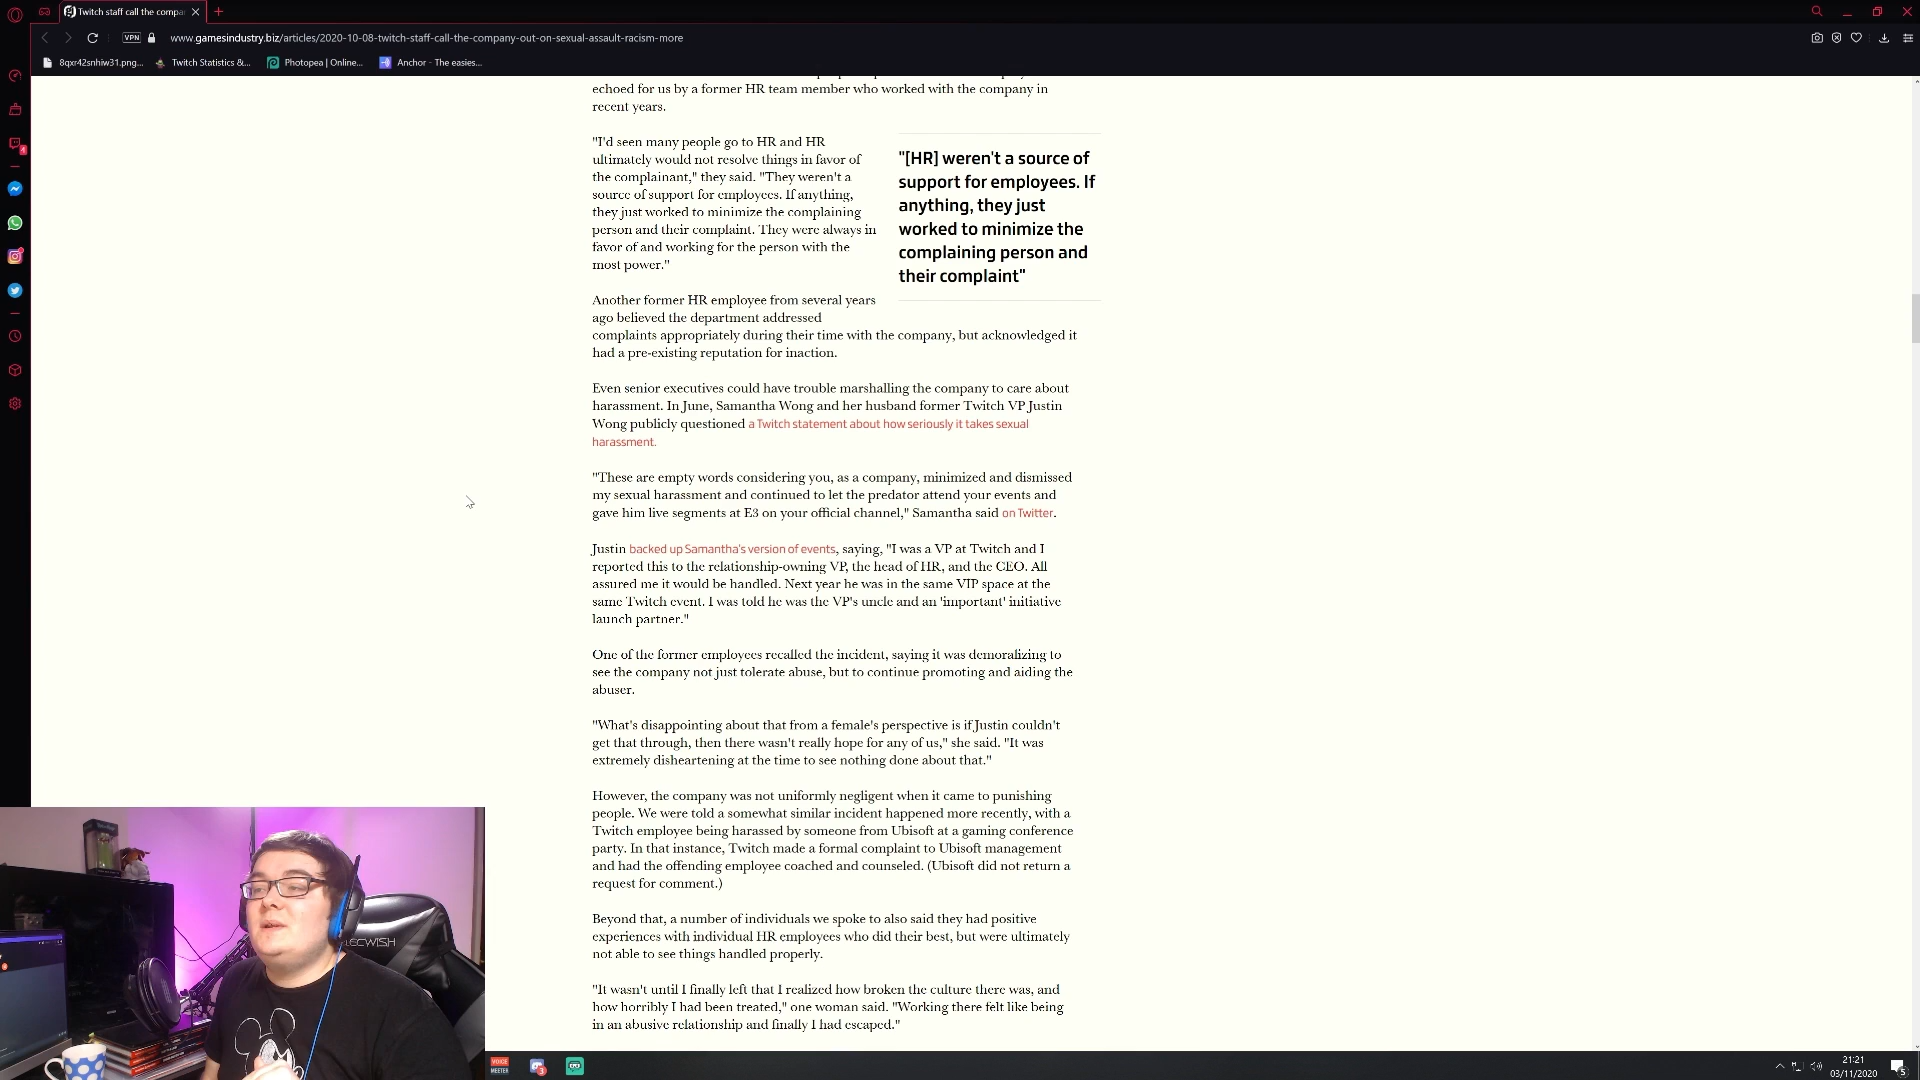 Twitch staff call the compa
VPN
www.gamesindustry.biz/articles/2020-10-08-twitch-staff-call-the-company-out-on-sexual-assault-racism-more
8qxr42snhiw31.png...
Twitch Statistics &...
Photopea | Online...
Anchor - The easies...
echoed for us by a former HR team member who worked with the company in
recent years.
"I'd seen many people go to HR and HR
ultimately would not resolve things in favor of
the complainant," they said. "They weren't a
source of support for employees. If anything,
they just worked to minimize the complaining
person and their complaint. They were always in
favor of and working for the person with the
most power."
"[HR] weren't a source of
support for employees. If
anything, they just
worked to minimize the
complaining person and
their complaint"
Another former HR employee from several years
ago believed the department addressed
complaints appropriately during their time with the company, but acknowledged it
had a pre-existing reputation for inaction.
Even senior executives could have trouble marshalling the company to care about
harassment. In June, Samantha Wong and her husband former Twitch VP Justin
Wong publicly questioned a Twitch statement about how seriously it takes sexual
harassment.
"These are empty words considering you, as a company, minimized and dismissed
my sexual harassment and continued to let the predator attend your events and
gave him live segments at E3 on your official channel," Samantha said on Twitter.
Justin backed up Samantha's version of events, saying, "I was a VP at Twitch and I
reported this to the relationship-owning VP, the head of HR, and the CEO. All
assured me it would be handled. Next year he was in the same VIP space at the
same Twitch event. I was told he was the VP's uncle and an 'important' initiative
launch partner."
One of the former employees recalled the incident, saying it was demoralizing to
see the company not just tolerate abuse, but to continue promoting and aiding the
abuser.
"What's disappointing about that from a female's perspective is if Justin couldn't
get that through, then there wasn't really hope for any of us," she said. "It was
extremely disheartening at the time to see nothing done about that."
However, the company was not uniformly negligent when it came to punishing
people. We were told a somewhat similar incident happened more recently, with a
Twitch employee being harassed by someone from Ubisoft at a gaming conference
party. In that instance, Twitch made a formal complaint to Ubisoft management
and had the offending employee coached and counseled. (Ubisoft did not return a
request for comment.)
Beyond that, a number of individuals we spoke to also said they had positive
experiences with individual HR employees who did their best, but were ultimately
not able to see things handled properly.
"It wasn't until I finally left that I realized how broken the culture there was, and
how horribly I had been treated," one woman said. "Working there felt like being
in an abusive relationship and finally I had escaped."
VOICE
MEETER
21:21
03/11/2020